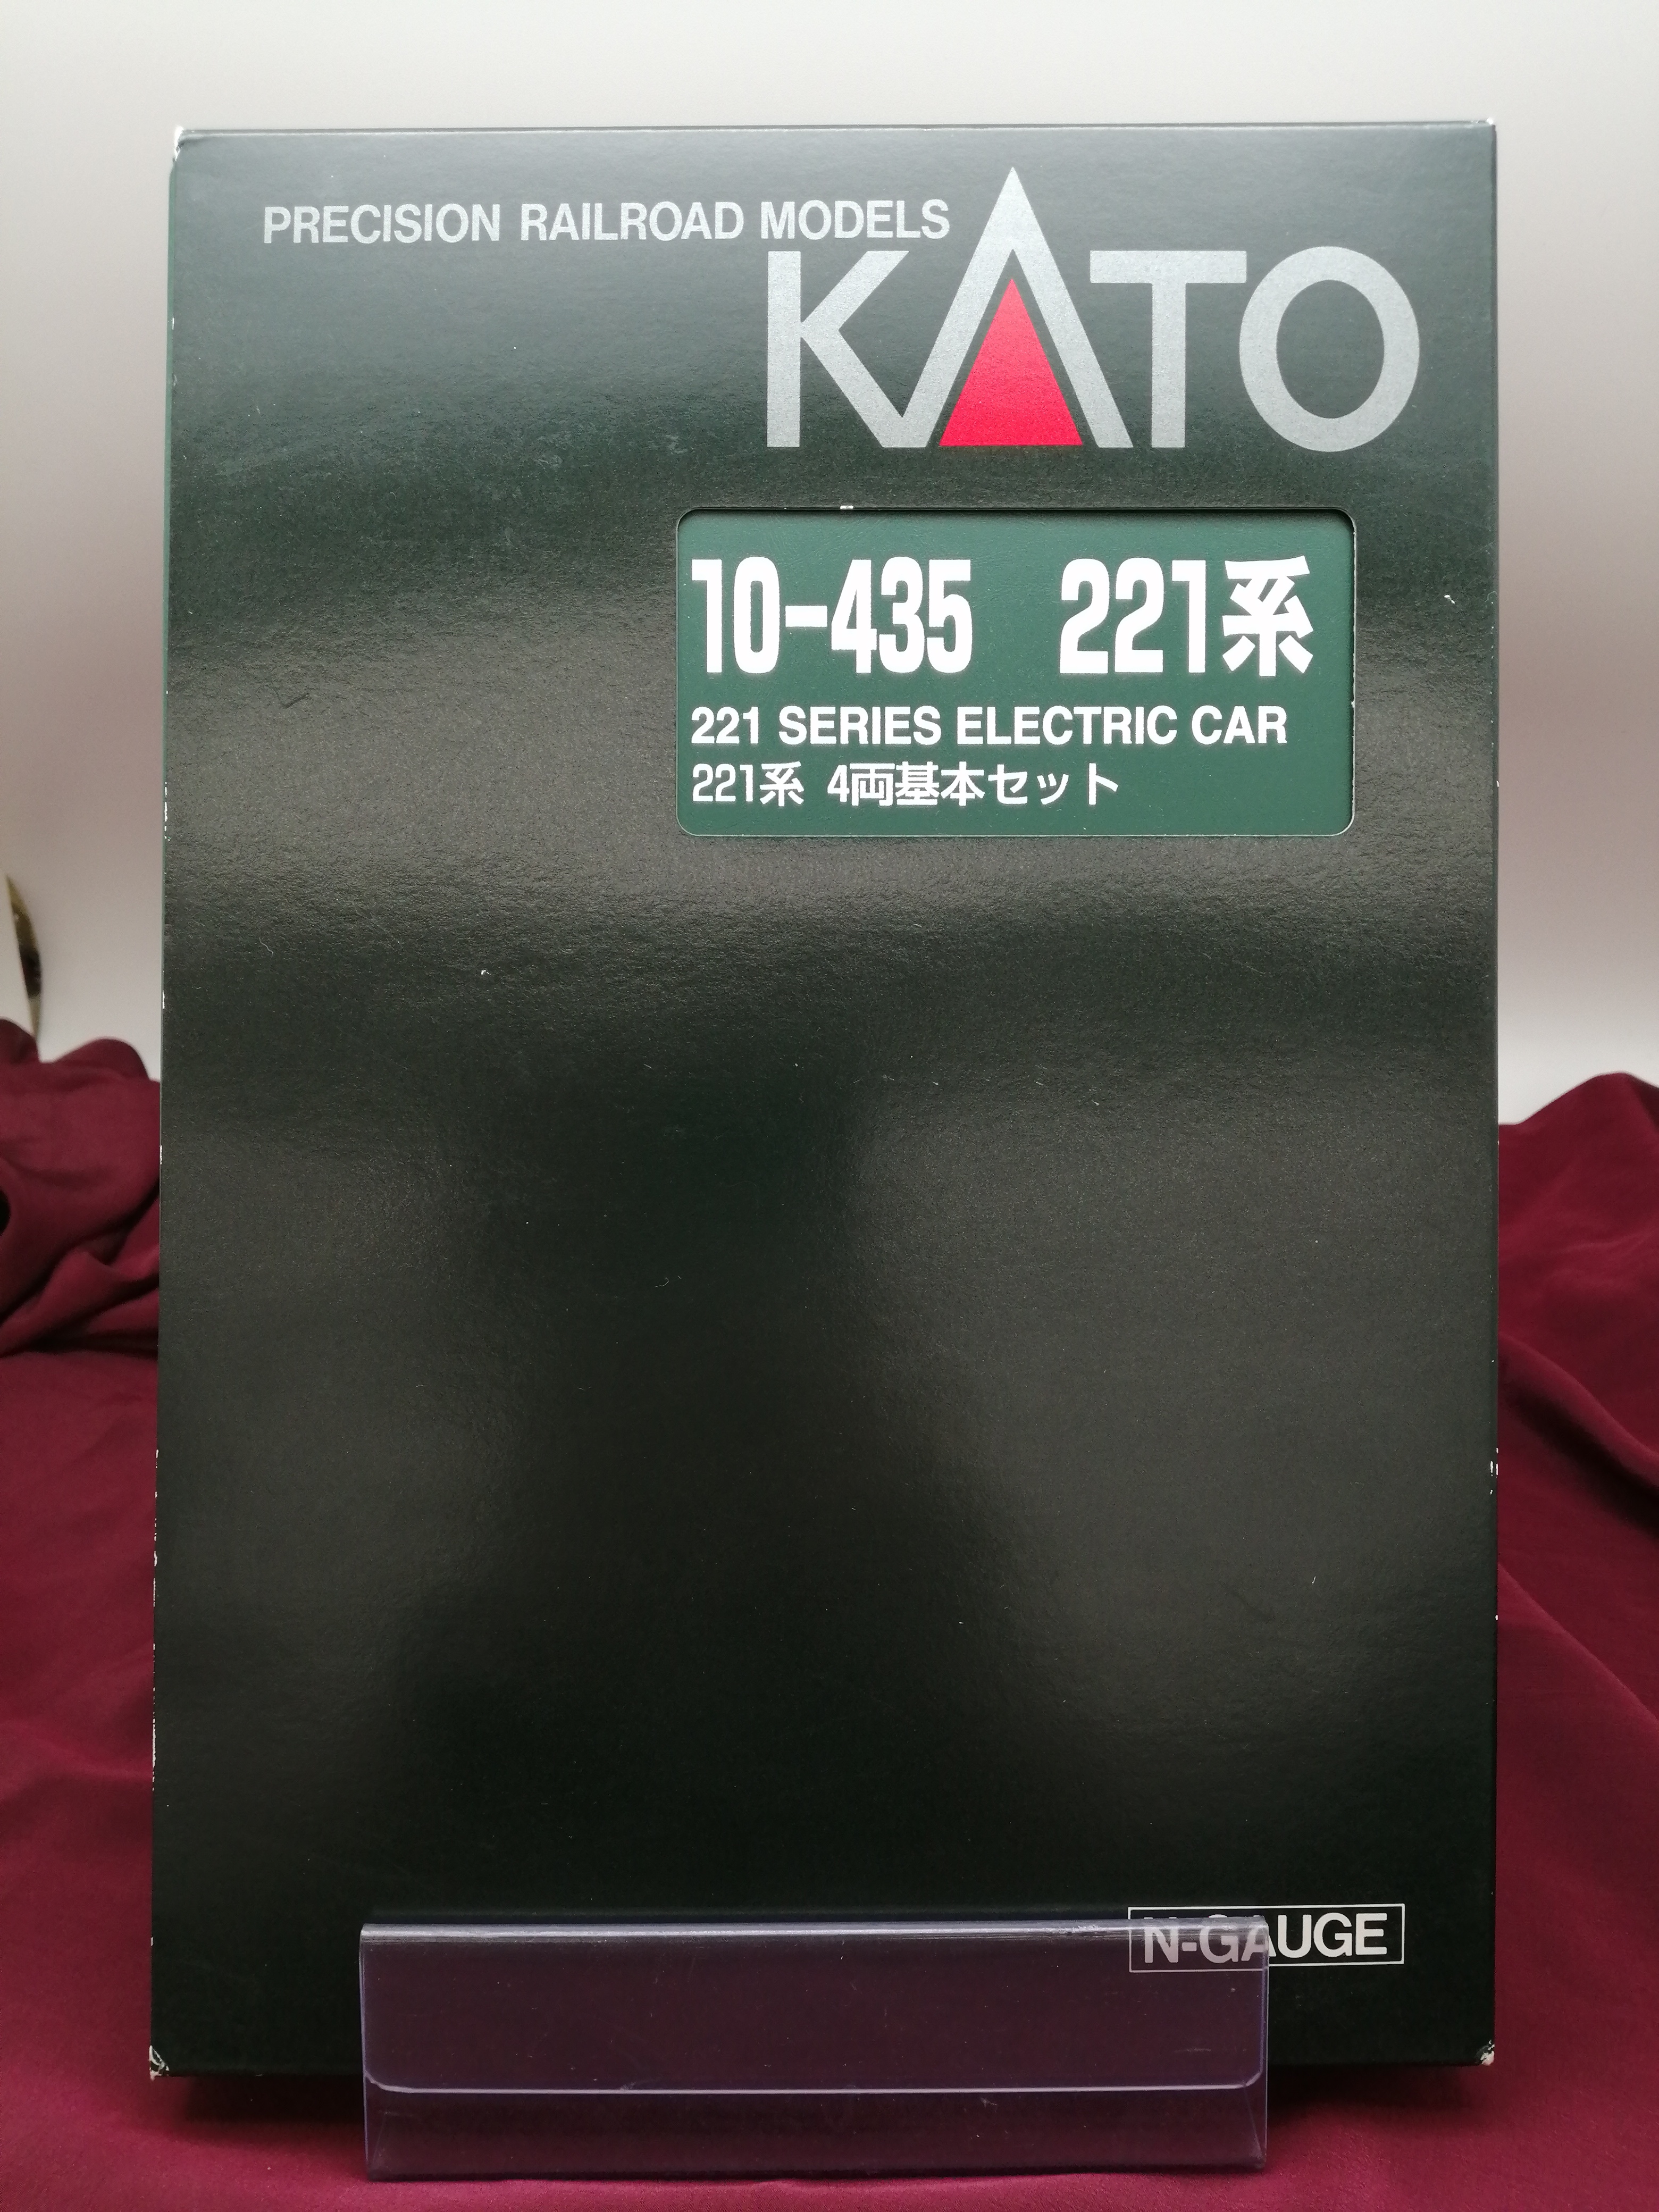 PRECISION RAILROAD MODELS
KATO
10-435 221系
221 SERIES ELECTRIC CAR
221系 4両基本セット
N-GAUGE